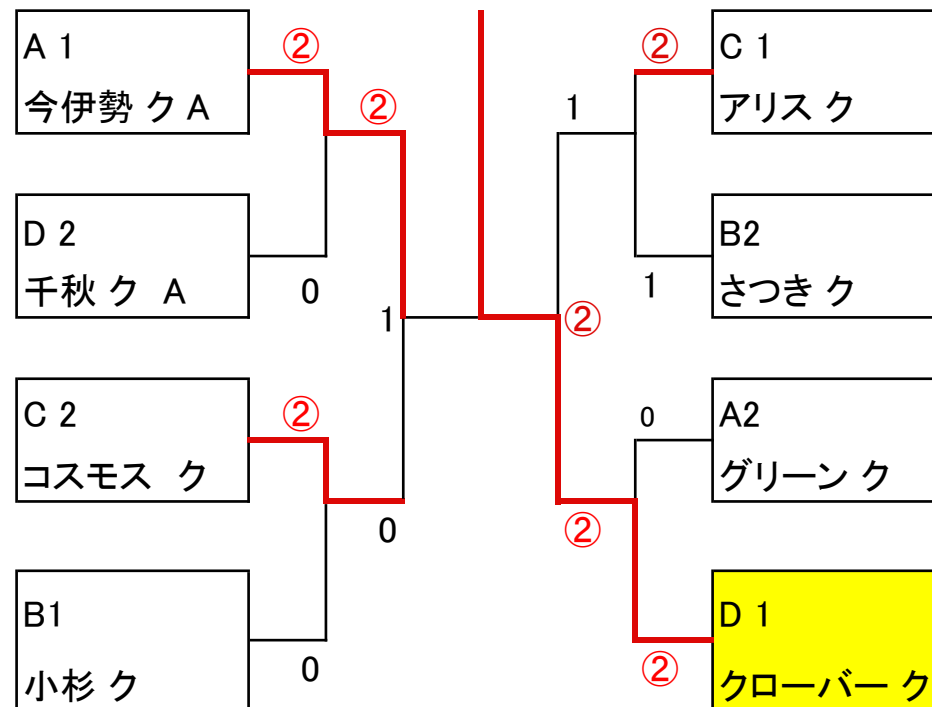 A 1
今伊勢 ク A
②
②
D 2
千秋 ク A
0
1
C 2
コスモス ク
②
0
B1
小杉 ク
0
②
C 1
アリス ク
1
B2
さつき ク
1
②
0
A2
グリーン ク
②
D 1
クローバー ク
②